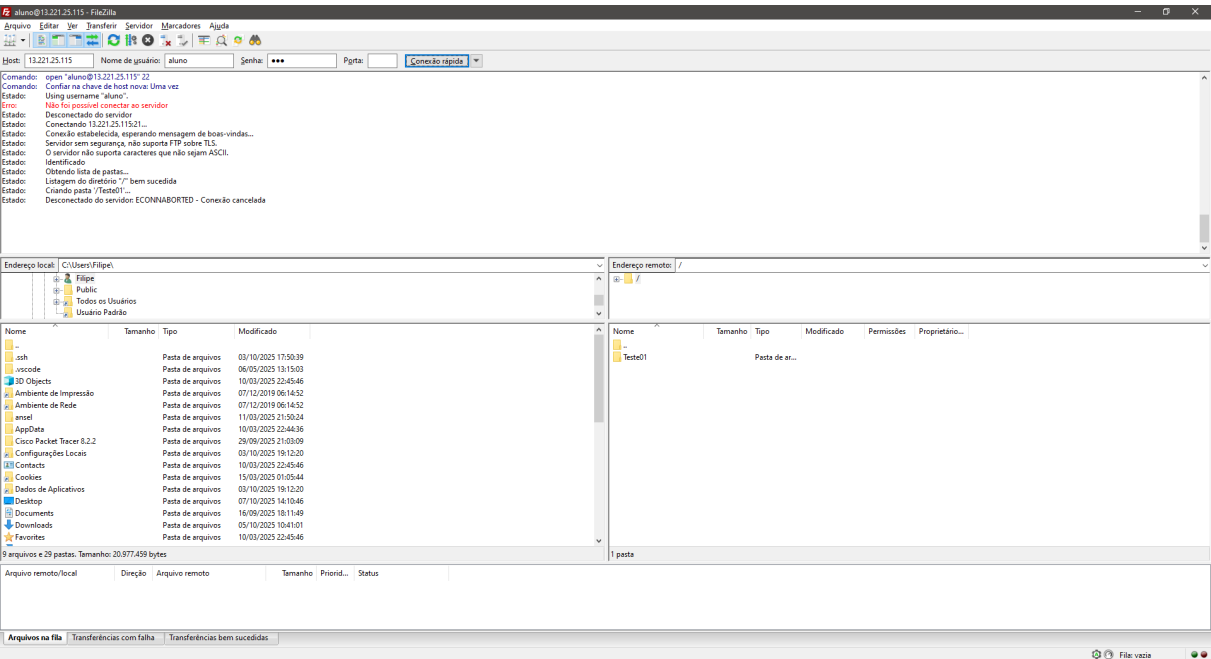 aluno@13.221.25.115 - FileZilla
Arquivo Editar Ver Transferir Servidor Marcadores Ajuda
Host: 13.221.25.115 Nome de usuário: aluno Senha: ●●● Porta: Conexão rápida
Comando: open "aluno@13.221.25.115" 22
Comando: Confiar na chave de host nova: Uma vez
Estado: Using username "aluno".
Erro: Não foi possível conectar ao servidor
Estado: Desconectado do servidor
Estado: Conectando 13.221.25.115:21...
Estado: Conexão estabelecida, esperando mensagem de boas-vindas...
Estado: Servidor sem segurança, não suporta FTP sobre TLS.
Estado: O servidor não suporta caracteres que não sejam ASCII.
Estado: Identificado
Estado: Obtendo lista de pastas...
Estado: Listagem do diretório "/" bem sucedida
Estado: Criando pasta '/Teste01'...
Estado: Desconectado do servidor: ECONNABORTED - Conexão cancelada
Endereço local: C:\Users\Filipe\
Filipe
Public
Todos os Usuários
Usuário Padrão
Nome Tamanho Tipo Modificado
..
.ssh Pasta de arquivos 03/10/2025 17:50:39
.vscode Pasta de arquivos 06/05/2025 13:15:03
3D Objects Pasta de arquivos 10/03/2025 22:45:46
Ambiente de Impressão Pasta de arquivos 07/12/2019 06:14:52
Ambiente de Rede Pasta de arquivos 07/12/2019 06:14:52
ansel Pasta de arquivos 11/03/2025 21:50:24
AppData Pasta de arquivos 10/03/2025 22:44:36
Cisco Packet Tracer 8.2.2 Pasta de arquivos 29/09/2025 21:03:09
Configurações Locais Pasta de arquivos 03/10/2025 19:12:20
Contacts Pasta de arquivos 10/03/2025 22:45:46
Cookies Pasta de arquivos 15/03/2025 01:05:44
Dados de Aplicativos Pasta de arquivos 03/10/2025 19:12:20
Desktop Pasta de arquivos 07/10/2025 14:10:46
Documents Pasta de arquivos 16/09/2025 18:11:49
Downloads Pasta de arquivos 05/10/2025 10:41:01
Favorites Pasta de arquivos 10/03/2025 22:45:46
9 arquivos e 29 pastas. Tamanho: 20.977.459 bytes
Endereço remoto: /
/
Nome Tamanho Tipo Modificado Permissões Proprietário...
..
Teste01 Pasta de ar...
1 pasta
Arquivo remoto/local Direção Arquivo remoto Tamanho Priorid... Status
Arquivos na fila Transferências com falha Transferências bem sucedidas
Fila: vazia